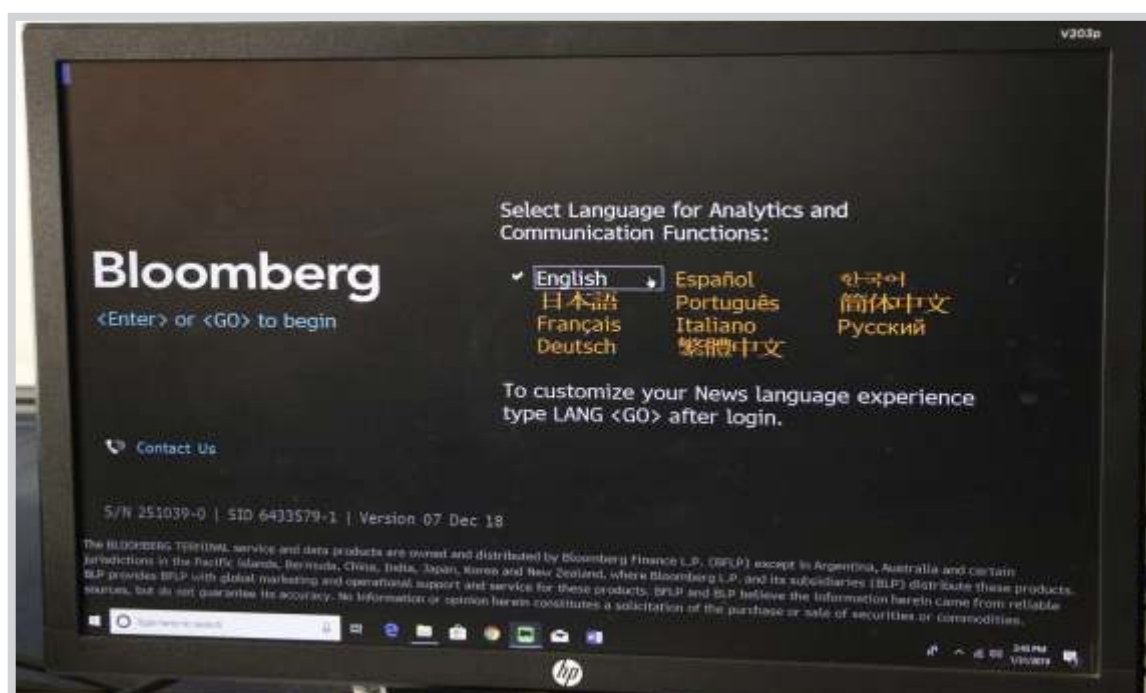 V203p
Select Language for Analytics and
Communication Functions:
Bloomberg
<Enter> or <GO> to begin
✓ English Español 한국어
日本語 Português 简体中文
Français Italiano Русский
Deutsch 繁體中文
To customize your News language experience
type LANG <GO> after login.
Contact Us
S/N 251039-0 | SID 6433579-1 | Version 07 Dec 18
The BLOOMBERG TERMINAL service and data products are owned and distributed by Bloomberg Finance L.P. (BFLP) except in Argentina, Australia and certain
jurisdictions in the Pacific Islands, Bermuda, China, India, Japan, Korea and New Zealand, where Bloomberg L.P. and its subsidiaries (BLP) distribute these products.
BLP provides BFLP with global marketing and operational support and service for these products. BFLP and BLP believe the information herein came from reliable
sources, but do not guarantee its accuracy. No information or opinion herein constitutes a solicitation of the purchase or sale of securities or commodities.
Type here to search
hp